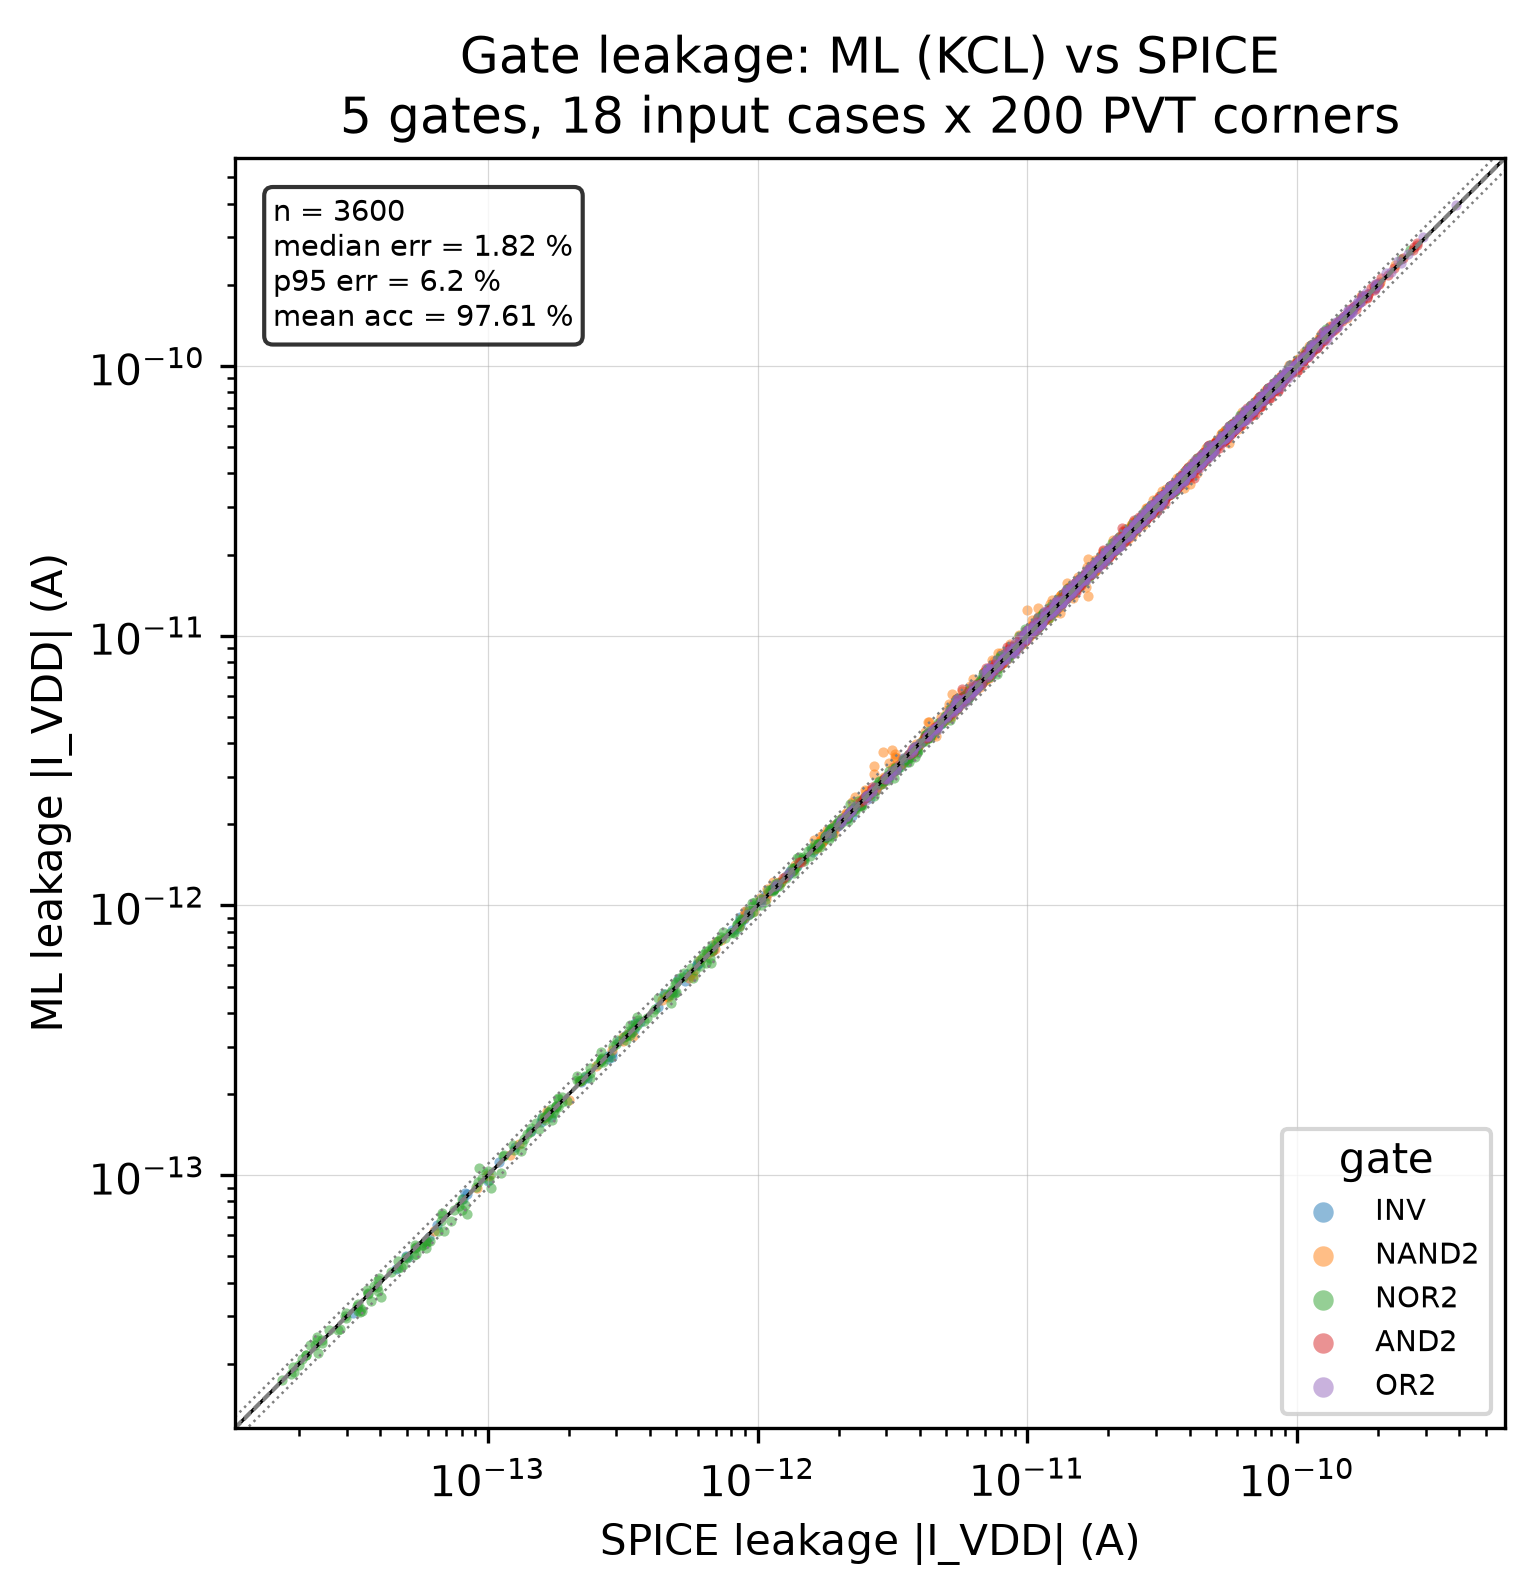 Gate leakage: ML (KCL) vs SPICE
5 gates, 18 input cases x 200 PVT corners
n = 3600
median err = 1.82 %
p95 err = 6.2 %
mean acc = 97.61 %
ML leakage |I_VDD| (A)
10⁻¹⁰
10⁻¹¹
10⁻¹²
10⁻¹³
gate
INV
NAND2
NOR2
AND2
OR2
10⁻¹³ 10⁻¹² 10⁻¹¹ 10⁻¹⁰
SPICE leakage |I_VDD| (A)